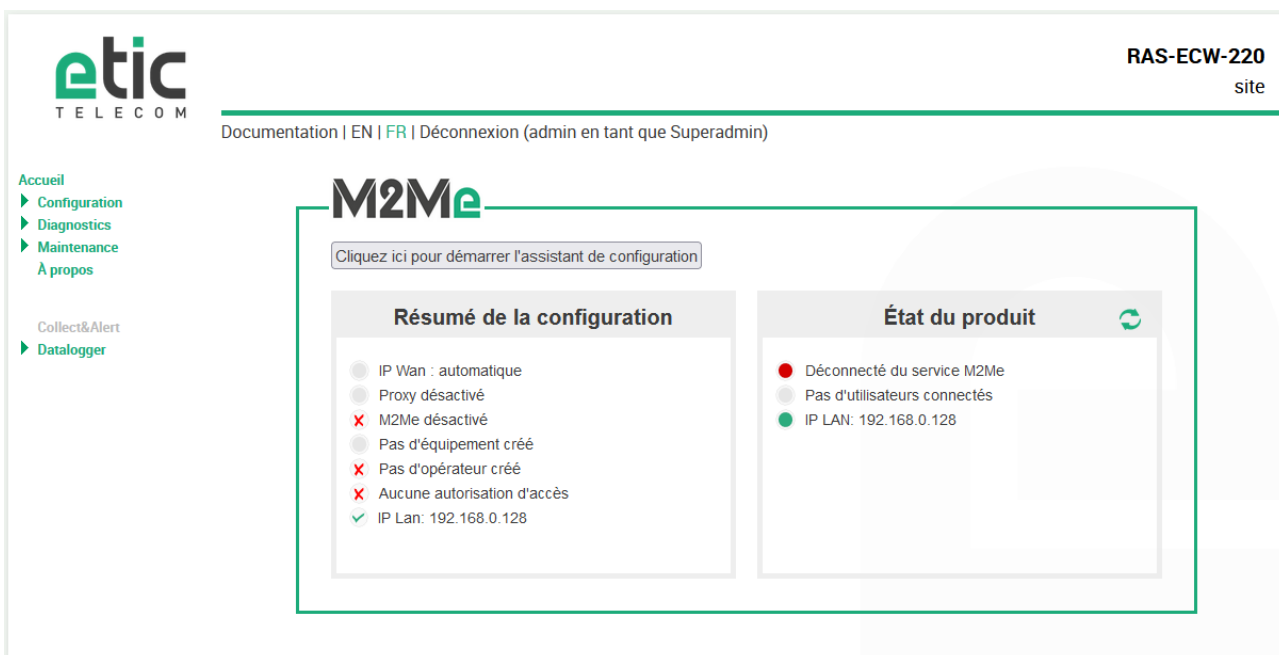 etic
TELECOM
RAS-ECW-220
site
Documentation | EN | FR | Déconnexion (admin en tant que Superadmin)
Accueil
Configuration
Diagnostics
Maintenance
À propos
Collect&Alert
Datalogger
M2Me
Cliquez ici pour démarrer l'assistant de configuration
Résumé de la configuration
IP Wan : automatique
Proxy désactivé
M2Me désactivé
Pas d'équipement créé
Pas d'opérateur créé
Aucune autorisation d'accès
IP Lan: 192.168.0.128
État du produit
Déconnecté du service M2Me
Pas d'utilisateurs connectés
IP LAN: 192.168.0.128